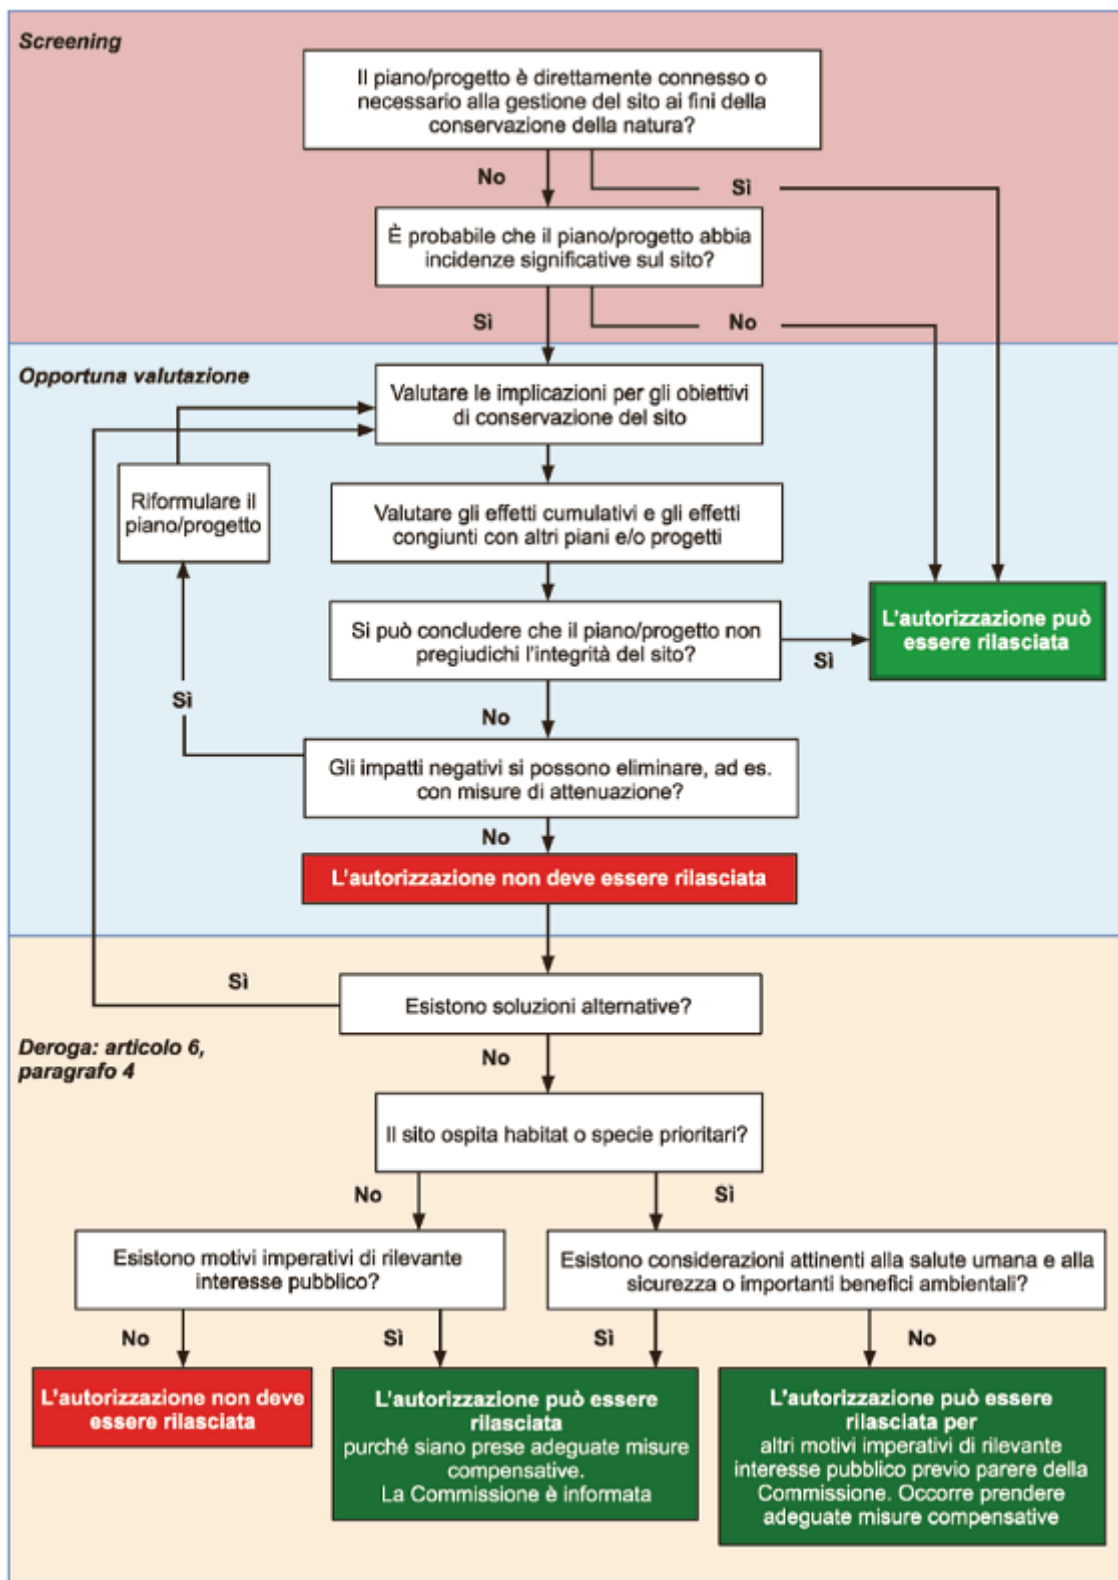 Screening
Il piano/progetto è direttamente connesso o
necessario alla gestione del sito ai fini della
conservazione della natura?
No
Sì
È probabile che il piano/progetto abbia
incidenze significative sul sito?
Sì
No
Opportuna valutazione
Valutare le implicazioni per gli obiettivi
di conservazione del sito
Riformulare il
piano/progetto
Valutare gli effetti cumulativi e gli effetti
congiunti con altri piani e/o progetti
L'autorizzazione può
essere rilasciata
Si può concludere che il piano/progetto non
pregiudichi l'integrità del sito?
Sì
Sì
No
Gli impatti negativi si possono eliminare, ad es.
con misure di attenuazione?
No
L'autorizzazione non deve essere rilasciata
Sì
Esistono soluzioni alternative?
Deroga: articolo 6,
paragrafo 4
No
Il sito ospita habitat o specie prioritari?
No
Sì
Esistono motivi imperativi di rilevante
interesse pubblico?
Esistono considerazioni attinenti alla salute umana e alla
sicurezza o importanti benefici ambientali?
No
Sì
Sì
No
L'autorizzazione non deve
essere rilasciata
L'autorizzazione può essere
rilasciata
purché siano prese adeguate misure
compensative.
La Commissione è informata
L'autorizzazione può essere
rilasciata per
altri motivi imperativi di rilevante
interesse pubblico previo parere della
Commissione. Occorre prendere
adeguate misure compensative